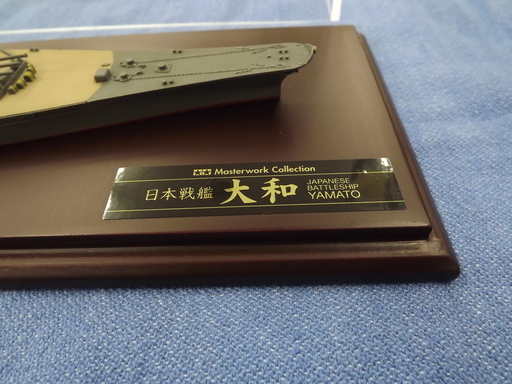 Masterwork Collection
日本戦艦 大和 JAPANESE BATTLESHIP YAMATO